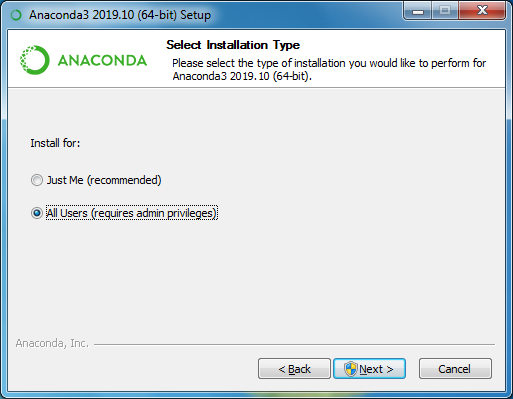 Anaconda3 2019.10 (64-bit) Setup
ANACONDA
Select Installation Type
Please select the type of installation you would like to perform for
Anaconda3 2019.10 (64-bit).
Install for:
Just Me (recommended)
All Users (requires admin privileges)
Anaconda, Inc.
< Back
Next >
Cancel